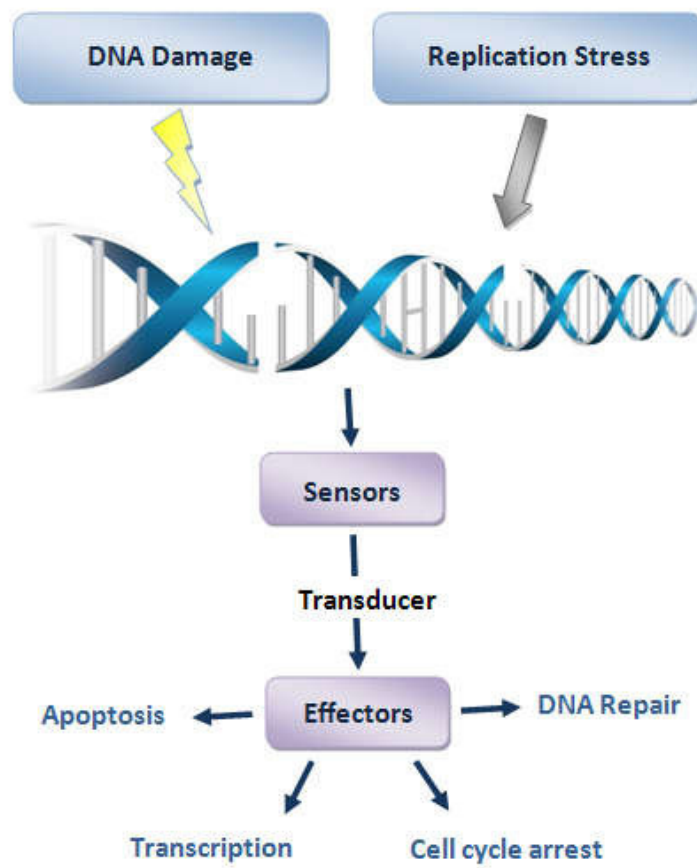 DNA Damage
Replication Stress
Sensors
Transducer
Effectors
Apoptosis
DNA Repair
Transcription
Cell cycle arrest